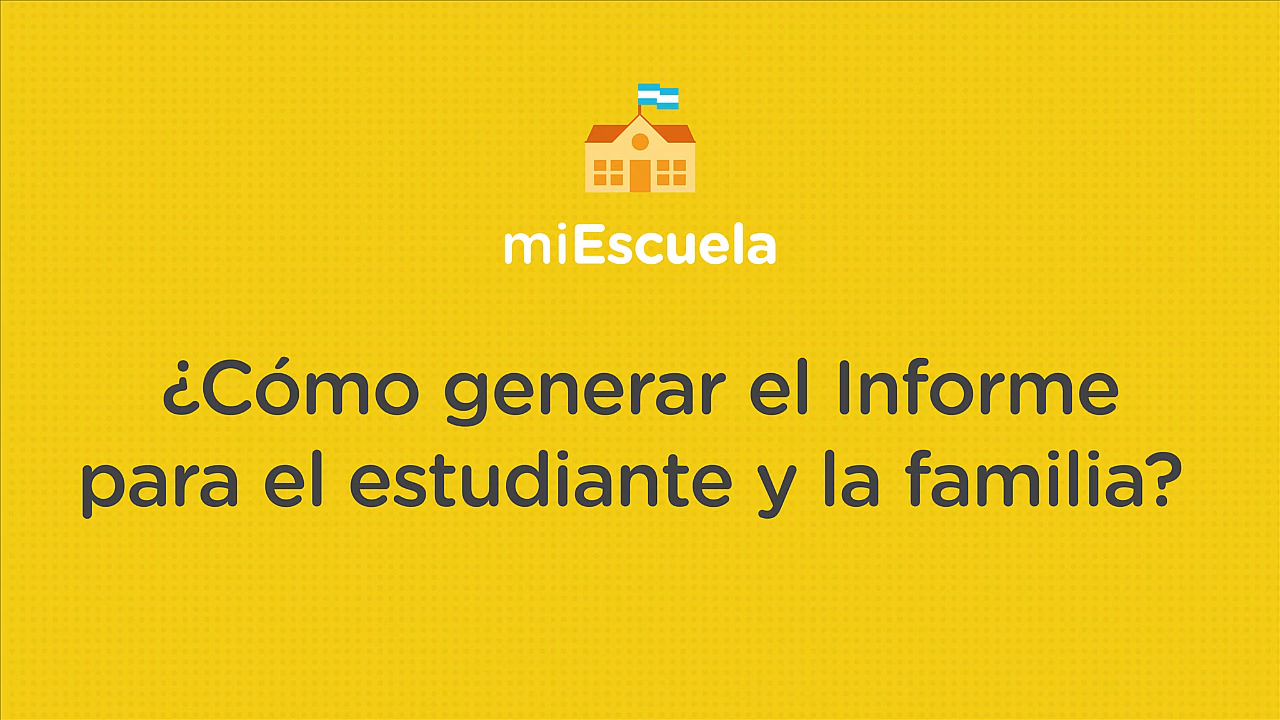 miEscuela
¿Cómo generar el Informe
para el estudiante y la familia?